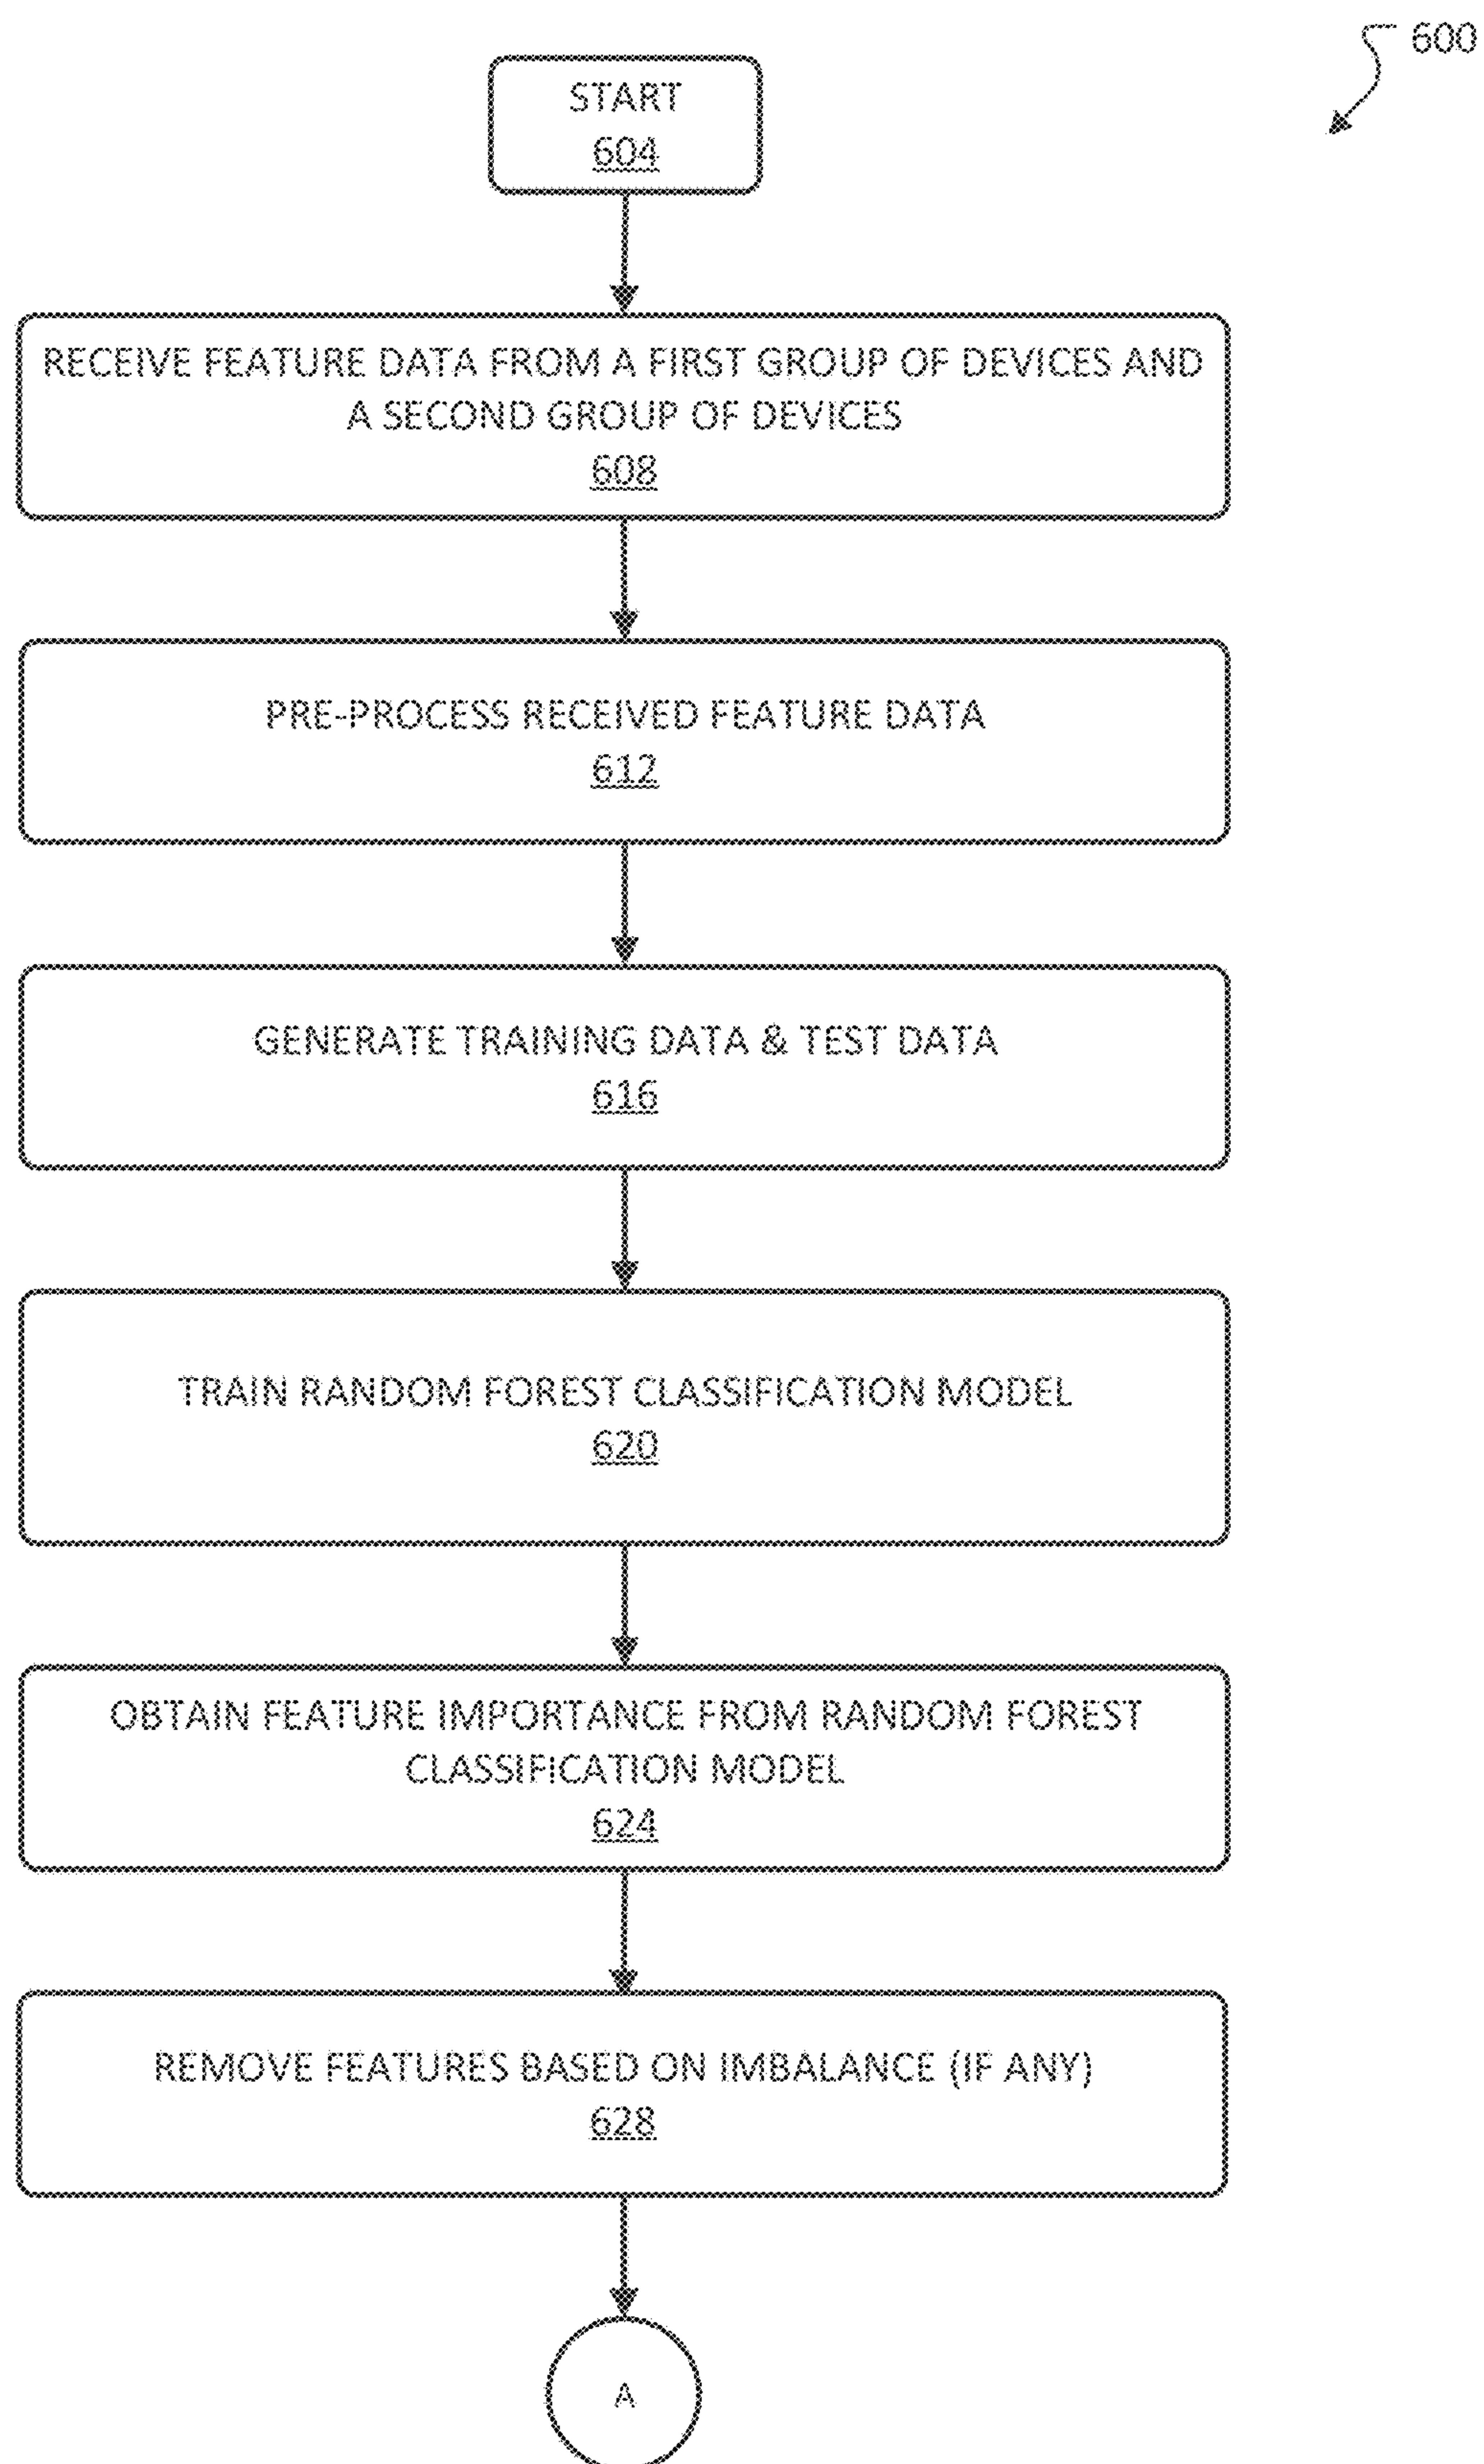 600
START
604
RECEIVE FEATURE DATA FROM A FIRST GROUP OF DEVICES AND
A SECOND GROUP OF DEVICES
608
PRE-PROCESS RECEIVED FEATURE DATA
612
GENERATE TRAINING DATA & TEST DATA
616
TRAIN RANDOM FOREST CLASSIFICATION MODEL
620
OBTAIN FEATURE IMPORTANCE FROM RANDOM FOREST
CLASSIFICATION MODEL
624
REMOVE FEATURES BASED ON IMBALANCE (IF ANY)
628
A